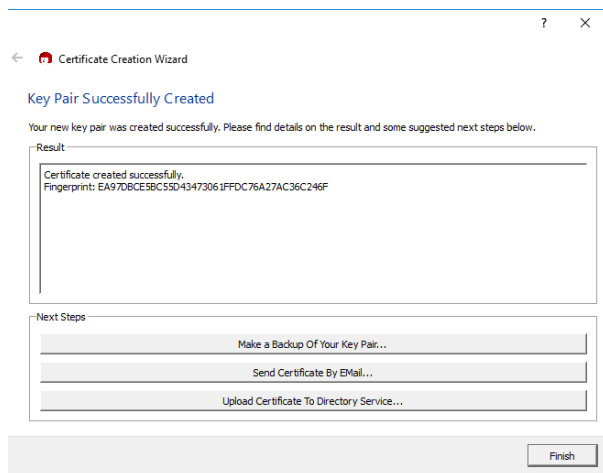 ?
Certificate Creation Wizard
Key Pair Successfully Created
Your new key pair was created successfully. Please find details on the result and some suggested next steps below.
Result
Certificate created successfully.
Fingerprint: EA97DBCE5BC55D43473061FFDC76A27AC36C246F
Next Steps
Make a Backup Of Your Key Pair...
Send Certificate By EMail...
Upload Certificate To Directory Service...
Finish